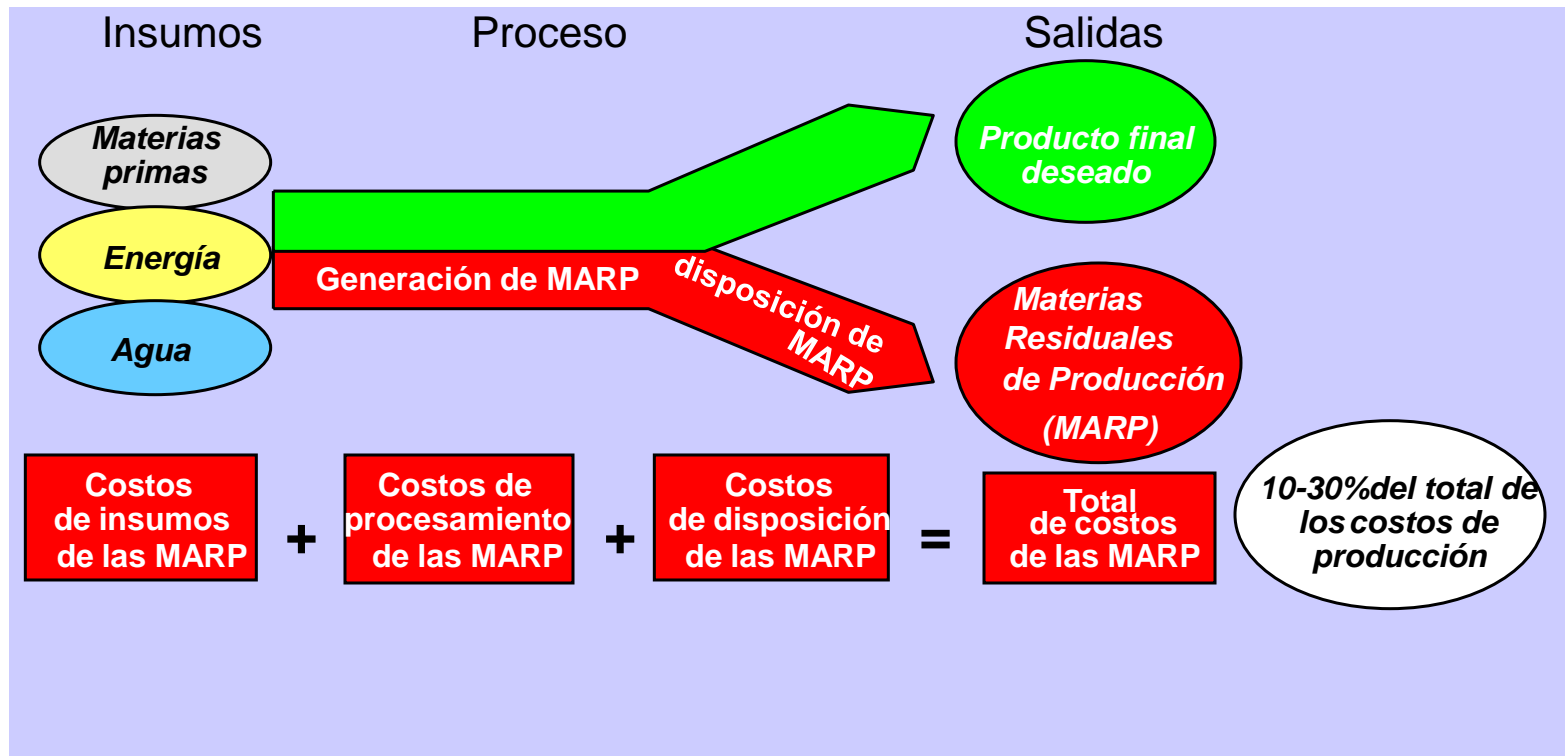 Insumos
Proceso
Salidas
Materias
primas
Energía
Agua
Generación de MARP
disposición de
MARP
Producto final
deseado
Materias
Residuales
de Producción
(MARP)
Costos
de insumos
de las MARP
+
Costos de
procesamiento
de las MARP
+
Costos
de disposición
de las MARP
=
Total
de costos
de las MARP
10-30%del total de
los costos de
producción